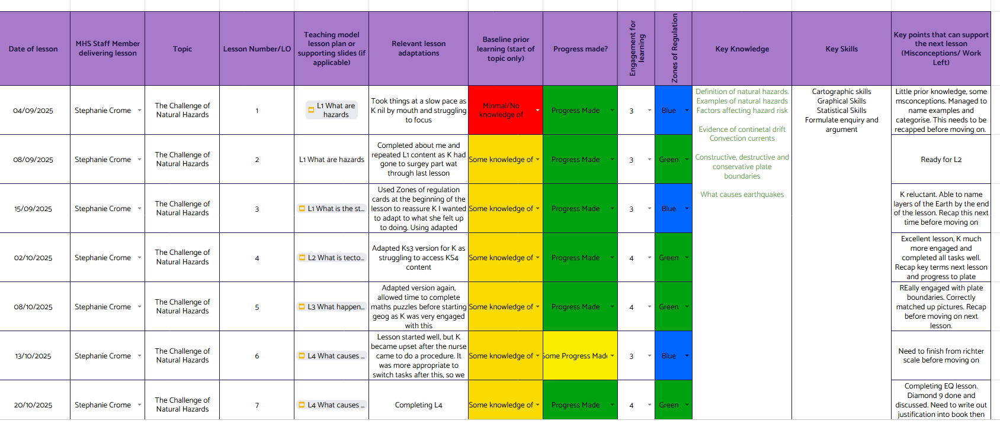 Date of lesson
MHS Staff Member
delivering lesson
Topic
Lesson Number/LO
Teaching model
lesson plan or
supporting slides (if
applicable)
Relevant lesson
adaptations
Baseline prior
learning (start of
topic only)
Progress made?
Engagement for
learning
Zones of Regulation
Key Knowledge
Key Skills
Key points that can support
the next lesson
(Misconceptions/ Work
Left)
04/09/2025
Stephanie Crome
The Challenge of
Natural Hazards
1
L1 What are
hazards
Took things at a slow pace as
K nil by mouth and struggling
to focus
Minmal/No
knowledge of
Progress Made
3
Blue
Definition of natural hazards.
Examples of natural hazards
Factors affecting hazard risk
Evidence of continetal drift
Convection currents
Constructive, destructive and
conservative plate
boundaries
What causes earthquakes
Cartographic skills
Graphical Skills
Statistical Skills
Formulate enquiry and
argument
Little prior knowledge, some
msconceptions. Managed to
name examples and
categorise. This needs to be
recapped before moving on.
08/09/2025
Stephanie Crome
The Challenge of
Natural Hazards
2
L1 What are hazards
Completed about me and
repeated L1 content as K had
gone to surgey part wat
through last lesson
Some knowledge of
Progress Made
3
Green
Ready for L2
15/09/2025
Stephanie Crome
The Challenge of
Natural Hazards
3
L1 What is the st...
Used Zones of regulation
cards at the beginning of the
lesson to reassure K I wanted
to adapt to what she felt up
to doing. Using adapted
Some knowledge of
Progress Made
3
Blue
K reluctant. Able to name
layers of the Earth by the end
of the lesson. Recap this next
time before moving on
02/10/2025
Stephanie Crome
The Challenge of
Natural Hazards
4
L2 What is tecto...
Adapted Ks3 version for K as
struggling to access KS4
content
Some knowledge of
Progress Made
4
Green
Excellent lesson, K much
more engaged and
completed all tasks well.
Recap key terms next lesson
and progress to plate
08/10/2025
Stephanie Crome
The Challenge of
Natural Hazards
5
L3 What happen...
Adapted version again,
allowed time to complete
maths puzzles before starting
geog as K was very engaged
with this
Some knowledge of
Progress Made
4
Green
REally engaged with plate
boundaries. Correctly
matched up pictures. Recap
before moving on next
lesson.
13/10/2025
Stephanie Crome
The Challenge of
Natural Hazards
6
L4 What causes ...
Lesson started well, but K
became upset after the nurse
came to do a procedure. It
was more appropriate to
switch tasks after this, so we
Some knowledge of
Some Progress Made
3
Blue
Need to finish from richter
scale before moving on
20/10/2025
Stephanie Crome
The Challenge of
Natural Hazards
7
L4 What causes ...
Completing L4
Some knowledge of
Progress Made
4
Green
Completing EQ lesson.
Diamond 9 done and
discussed. Need to write out
justification into book then